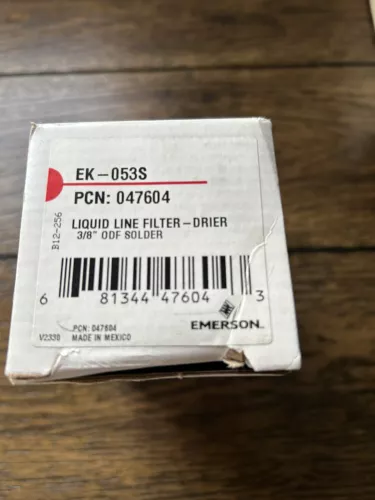 EK-053S
PCN: 047604
B12-256
LIQUID LINE FILTER-DRIER
3/8" ODF SOLDER
6 81344 47604 3
EMERSON™
PCN: 047604
V2330 MADE IN MEXICO